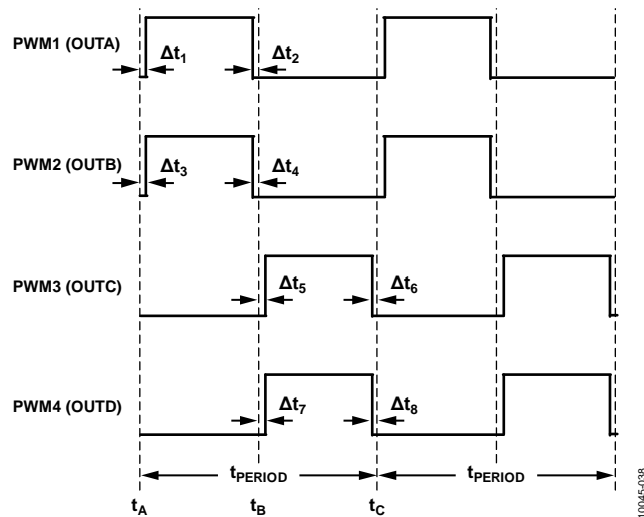 PWM1 (OUTA)
Δt1
Δt2
PWM2 (OUTB)
Δt3
Δt4
PWM3 (OUTC)
Δt5
Δt6
PWM4 (OUTD)
Δt7
Δt8
tPERIOD
tPERIOD
tA
tB
tC
10045-038